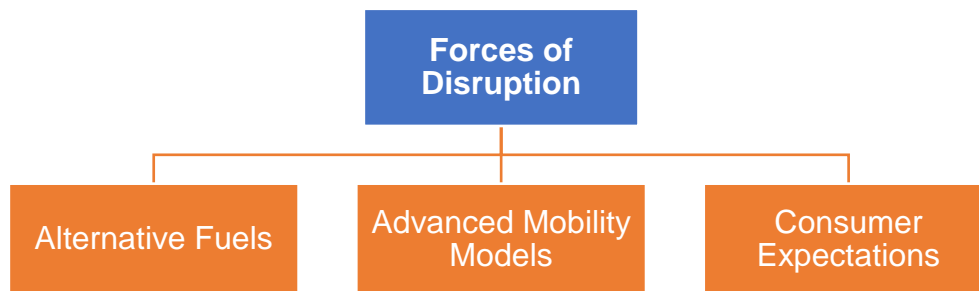 Forces of
Disruption
Alternative Fuels
Advanced Mobility
Models
Consumer
Expectations